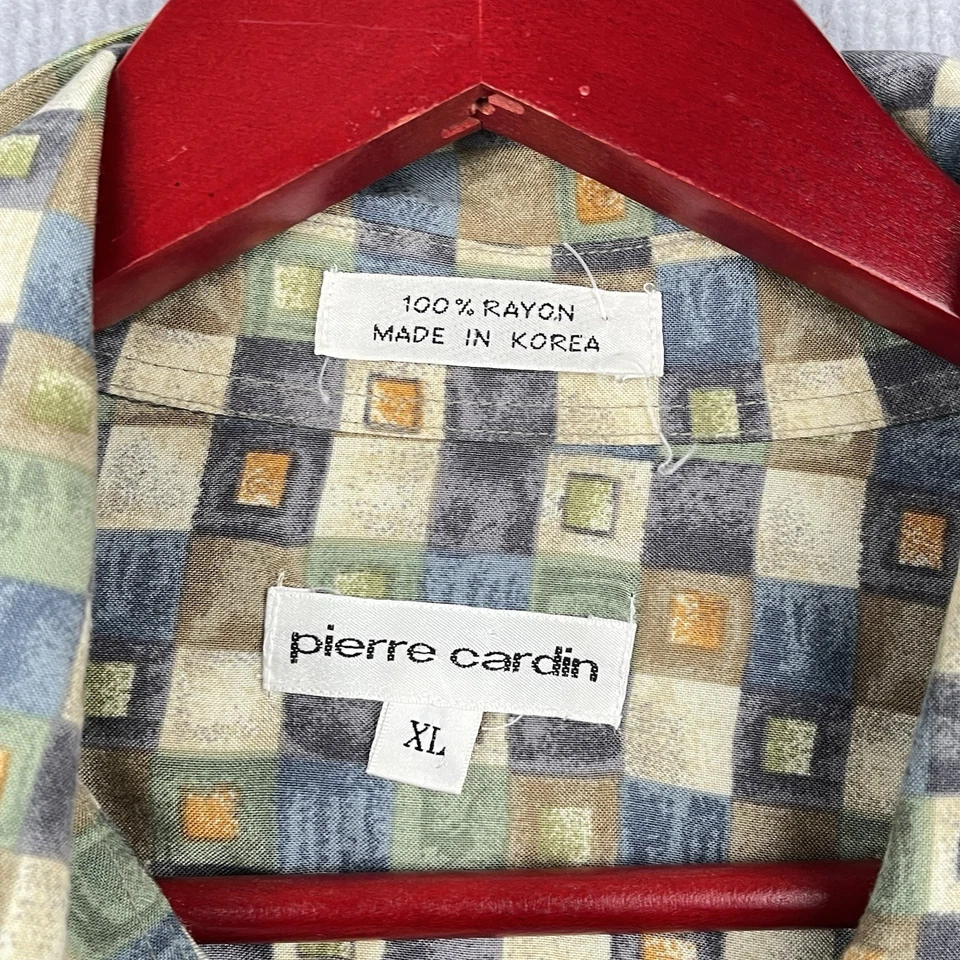 100% RAYON
MADE IN KOREA
pierre cardin
XL